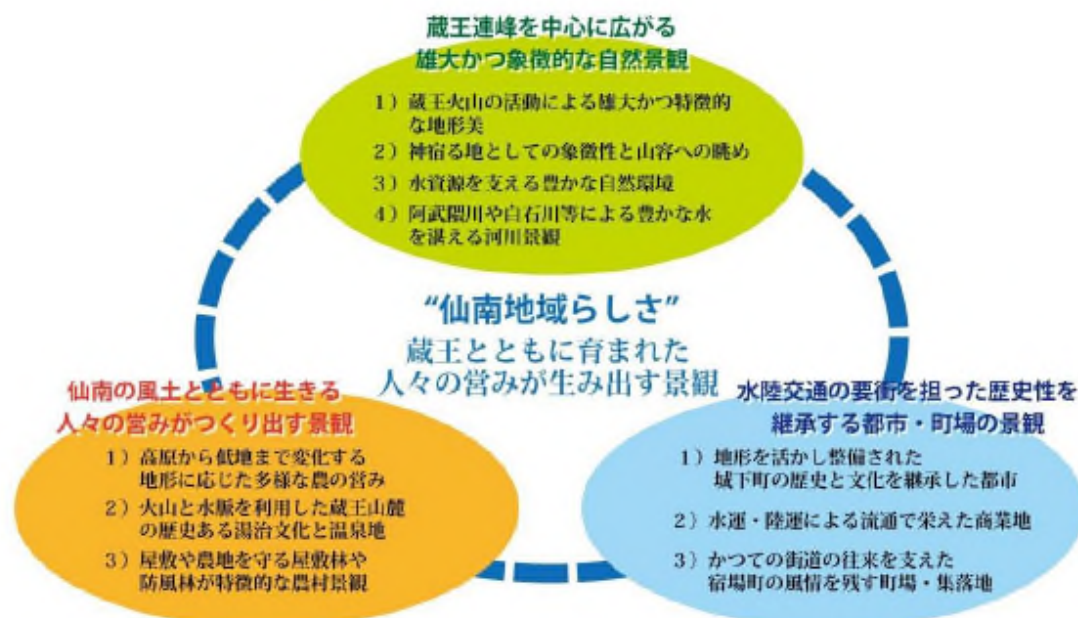 蔵王連峰を中心に広がる
雄大かつ象徴的な自然景観
1）蔵王火山の活動による雄大かつ特徴的
な地形美
2）神宿る地としての象徴性と山容への眺め
3）水資源を支える豊かな自然環境
4）阿武隈川や白石川等による豊かな水
を湛える河川景観
“仙南地域らしさ”
蔵王とともに育まれた
人々の営みが生み出す景観
仙南の風土とともに生きる
人々の営みがつくり出す景観
1）高原から低地まで変化する
地形に応じた多様な農の営み
2）火山と水脈を利用した蔵王山麓
の歴史ある湯治文化と温泉地
3）屋敷や農地を守る屋敷林や
防風林が特徴的な農村景観
水陸交通の要衝を担った歴史性を
継承する都市・町場の景観
1）地形を活かし整備された
城下町の歴史と文化を継承した都市
2）水運・陸運による流通で栄えた商業地
3）かつての街道の往来を支えた
宿場町の風情を残す町場・集落地